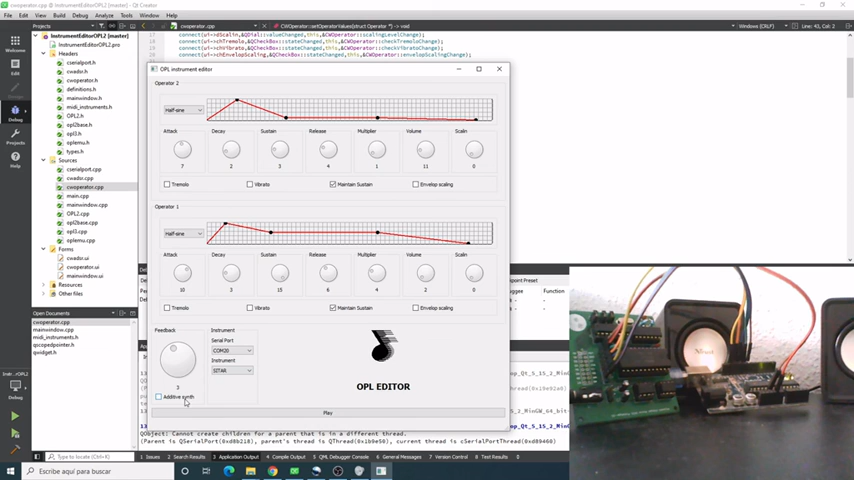 cwoperator.cpp - InstrumentEditorOPL2 [master] - Qt Creator
File Edit View Build Debug Analyze Tools Window Help
Projects
cwoperator.cpp
CWOperator::setOperatorValues(struct Operator *) -> void
Windows (CRLF)
Line: 43, Col: 2
Welcome
Edit
Design
Debug
Projects
Help
InstrumentEditorOPL2 [master]
InstrumentEditorOPL2.pro
Headers
cserialport.h
cwadsr.h
cwoperator.h
definitions.h
mainwindow.h
midi_instruments.h
OPL2.h
opl2base.h
opl3.h
oplemu.h
types.h
Sources
cserialport.cpp
cwadsr.cpp
cwoperator.cpp
main.cpp
mainwindow.cpp
OPL2.cpp
opl2base.cpp
opl3.cpp
oplemu.cpp
Forms
cwadsr.ui
cwoperator.ui
mainwindow.ui
Resources
Other files
17 connect(ui->dScalin,&QDial::valueChanged,this,&CWOperator::scalingLevelChange);
18 connect(ui->chTremolo,&QCheckBox::stateChanged,this,&CWOperator::chTremoloChange);
connect(ui->chVibrato,&QCheckBox::stateChanged,this,&CWOperator::chVibratoChange);
connect(ui->chEnvelopScaling,&QCheckBox::stateChanged,this,&CWOperator::envelopScalingChange);
OPL instrument editor
Operator 2
Half-sine
Attack Decay Sustain Release Multiplier Volume Scalin
7 2 3 4 1 11 0
Tremolo Vibrato Maintain Sustain Envelop scaling
Operator 1
Half-sine
Attack Decay Sustain Release Multiplier Volume Scalin
10 3 15 6 4 2 0
Tremolo Vibrato Maintain Sustain Envelop scaling
Feedback
3
Additive synth
Instrument
Serial Port
COM20
Instrument
SITAR
OPL EDITOR
Play
Debuggee
Function
Open Documents
cwoperator.cpp
mainwindow.cpp
qscopedpointer.h
qwidget.h
Debug
QObject: Cannot create children for a parent that is in a different thread.
(Parent is QSerialPort(0xd8b218), parent's thread is QThread(0x1b9e50), current thread is cSerialPortThread(0xd89460)
Type to locate (Ctrl+K)
1 Issues 2 Search Results 3 Application Output 4 Compile Output 5 QML Debugger Console 6 General Messages 7 Version Control 8 Test Results
Escribe aquí para buscar
Trust